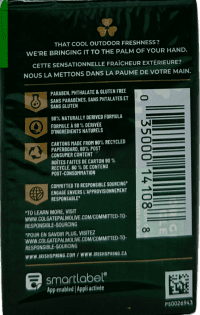 THAT COOL OUTDOOR FRESHNESS?
WE'RE BRINGING IT TO THE PALM OF YOUR HAND.
CETTE SENSATIONNELLE FRAÎCHEUR EXTÉRIEURE?
NOUS LA METTONS DANS LA PAUME DE VOTRE MAIN.
PARABEN, PHTHALATE & GLUTEN FREE
SANS PARABÈNES, SANS PHTALATES ET
SANS GLUTEN
98% NATURALLY DERIVED FORMULA
FORMULE À 98 % DÉRIVÉE
D'INGRÉDIENTS NATURELS
CARTONS MADE FROM 90% RECYCLED
PAPERBOARD, 60% POST
CONSUMER CONTENT
BOÎTES FAITES DE CARTON 90 %
RECYCLÉ, 60 % DE CONTENU
POST-CONSOMMATION
COMMITTED TO RESPONSIBLE SOURCING*
ENGAGÉ ENVERS L'APPROVISIONNEMENT
RESPONSABLE*
*TO LEARN MORE, VISIT
WWW.COLGATEPALMOLIVE.COM/COMMITTED-TO-
RESPONSIBLE-SOURCING
*POUR EN SAVOIR PLUS, VISITEZ
WWW.COLGATEPALMOLIVE.COM/COMMITTED-TO-
RESPONSIBLE-SOURCING
WWW.IRISHSPRING.COM WWW.IRISHSPRING.CA
smartlabel
App enabled | Appli activée
0 35000 14108 8
P10026943